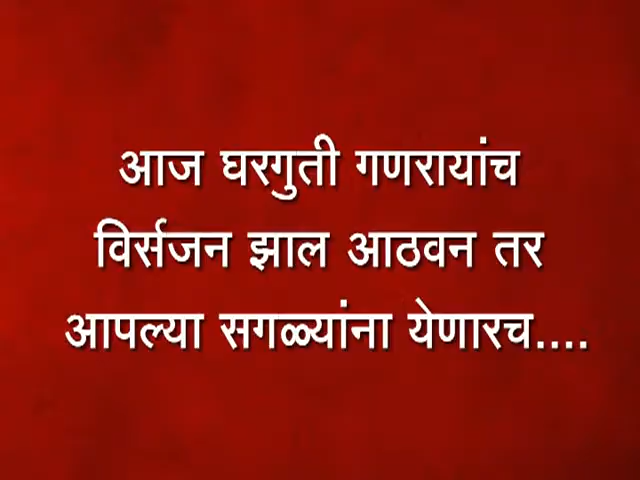 आज घरगुती गणरायांच
विर्सजन झाल आठवन तर
आपल्या सगळ्यांना येणारच....